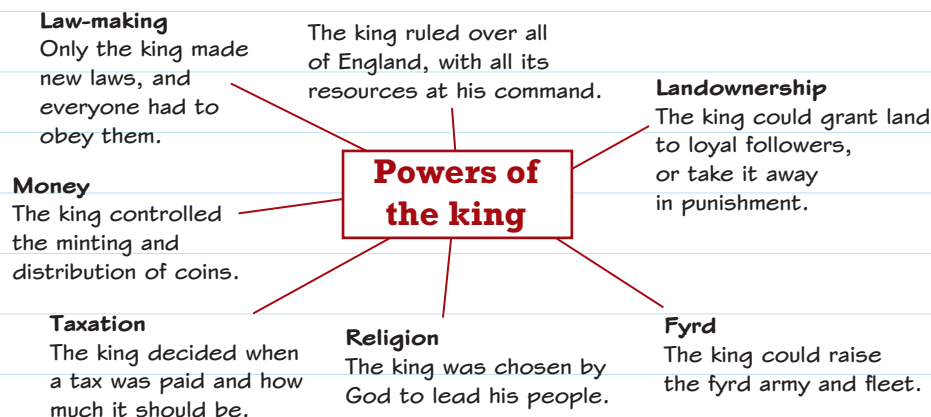 Law-making
Only the king made
new laws, and
everyone had to
obey them.
The king ruled over all
of England, with all its
resources at his command.
Landownership
The king could grant land
to loyal followers,
or take it away
in punishment.
Powers of
the king
Money
The king controlled
the minting and
distribution of coins.
Taxation
The king decided when
a tax was paid and how
much it should be.
Religion
The king was chosen by
God to lead his people.
Fyrd
The king could raise
the fyrd army and fleet.